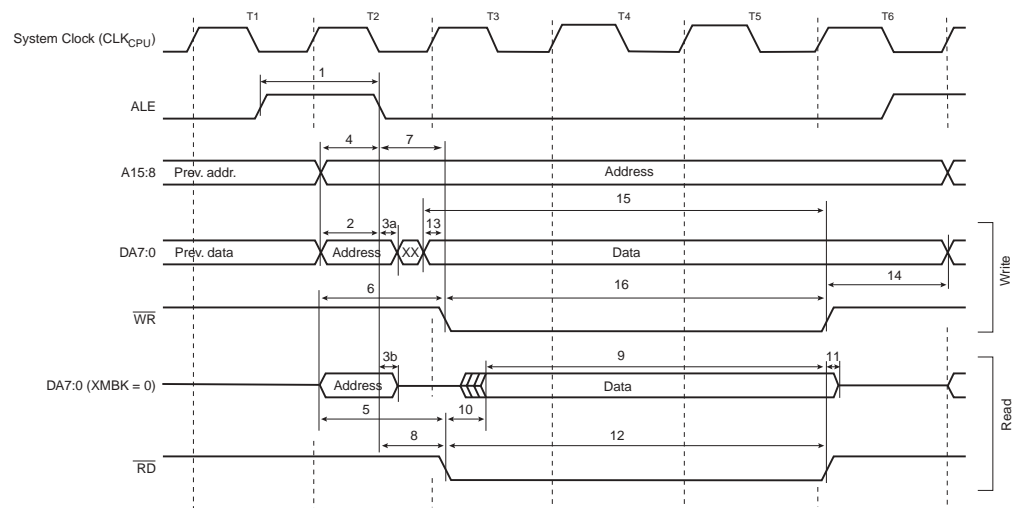 T1 T2 T3 T4 T5 T6
System Clock (CLKCPU)
1
ALE
4 7
A15:8 Prev. addr. Address
15
2 3a 13
DA7:0 Prev. data Address XX Data
6 16 14
WR
Write
3b 9 11
DA7:0 (XMBK = 0) Address Data
5 10
8 12
RD
Read